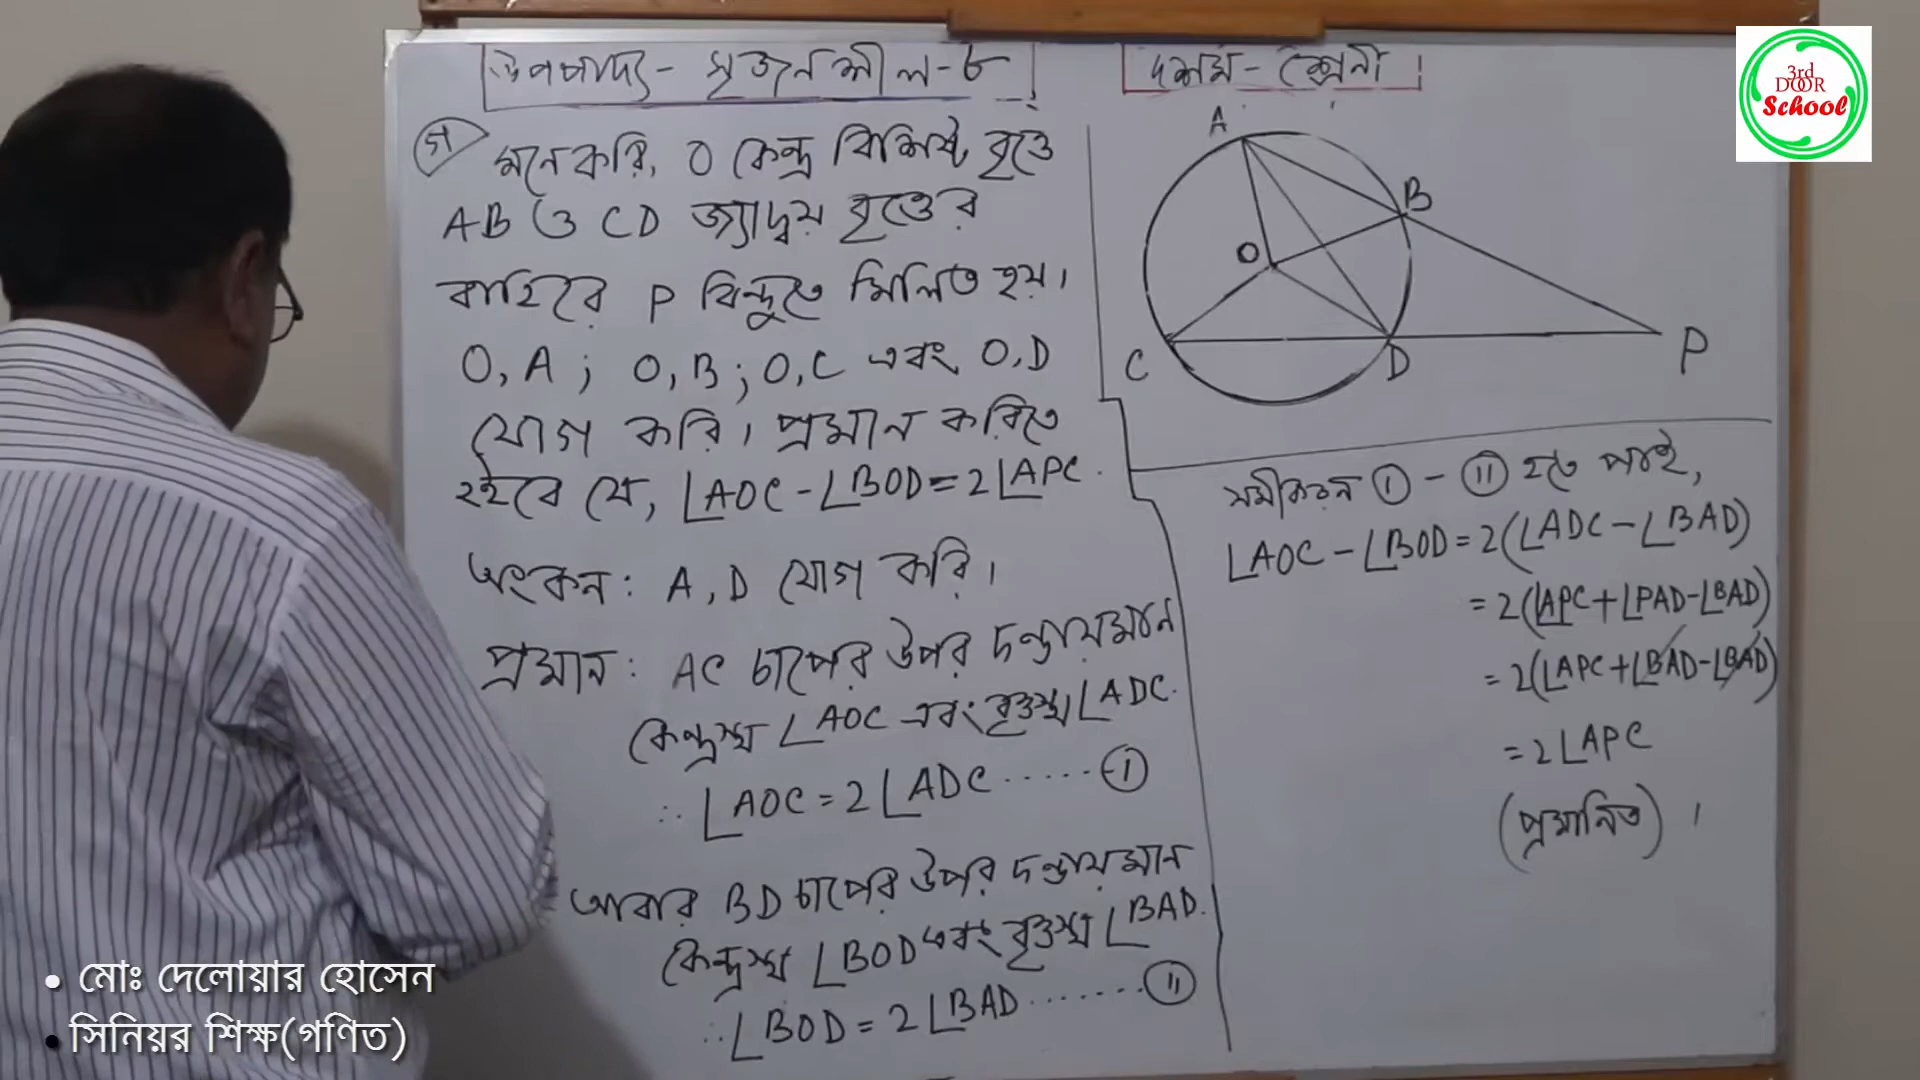 উপপাদ্য - সৃজনশীল-৮
দশম - শ্রেনী।
3rd
DOOR
School
গ
মনেকরি, O কেন্দ্র বিশিষ্ট বৃত্তে
AB ও CD জ্যাদ্বয় বৃত্তের
বাহিরে P বিন্দুতে মিলিত হয়।
O, A ; O, B ; O, C এবং O, D
যোগ করি। প্রমান করিতে
হইবে যে, ∠AOC - ∠BOD = 2∠APC.
অংকন : A, D যোগ করি।
প্রমান : AC চাপের উপর দন্ডায়মান
কেন্দ্রস্থ ∠AOC এবং বৃত্তস্থ ∠ADC.
∴ ∠AOC = 2∠ADC ...... (I)
আবার BD চাপের উপর দন্ডায়মান
কেন্দ্রস্থ ∠BOD এবং বৃত্তস্থ ∠BAD.
∴ ∠BOD = 2∠BAD ....... (II)
A
B
O
C
D
P
সমীকরন (I) - (II) হতে পাই,
∠AOC - ∠BOD = 2(∠ADC - ∠BAD)
= 2(∠APC + ∠PAD - ∠BAD)
= 2(∠APC + ∠BAD - ∠BAD)
= 2∠APC
(প্রমানিত)।
• মোঃ দেলোয়ার হোসেন
• সিনিয়র শিক্ষ(গণিত)